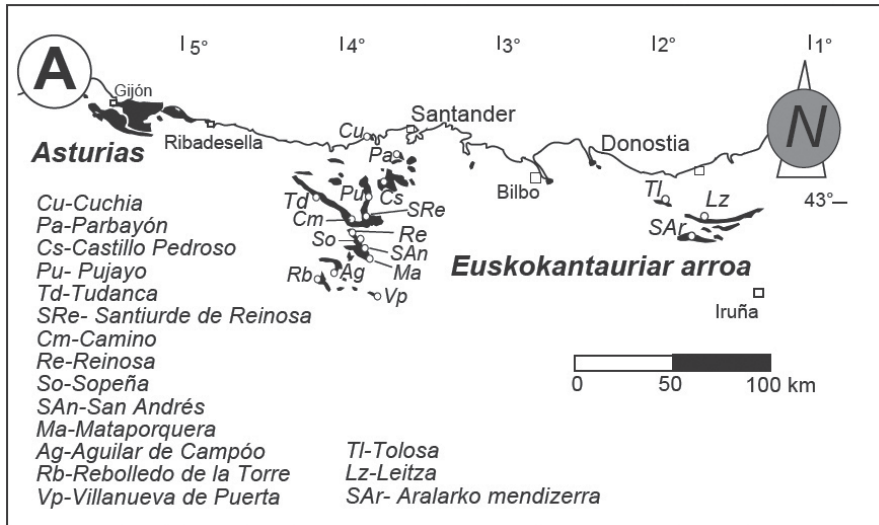 A
5°
4°
3°
2°
1°
N
Gijón
Ribadesella
Cu
Santander
Pa
Donostia
Bilbo
43°
Asturias
Td
Pu
Cs
SRe
Cm
Re
So
SAn
Rb
Ag
Ma
Vp
Tl
Lz
SAr
Euskokantauriar arroa
Iruña
0 50 100 km
Cu-Cuchia
Pa-Parbayón
Cs-Castillo Pedroso
Pu- Pujayo
Td-Tudanca
SRe- Santiurde de Reinosa
Cm-Camino
Re-Reinosa
So-Sopeña
SAn-San Andrés
Ma-Mataporquera
Ag-Aguilar de Campóo
Rb-Rebolledo de la Torre
Vp-Villanueva de Puerta
Tl-Tolosa
Lz-Leitza
SAr- Aralarko mendizerra